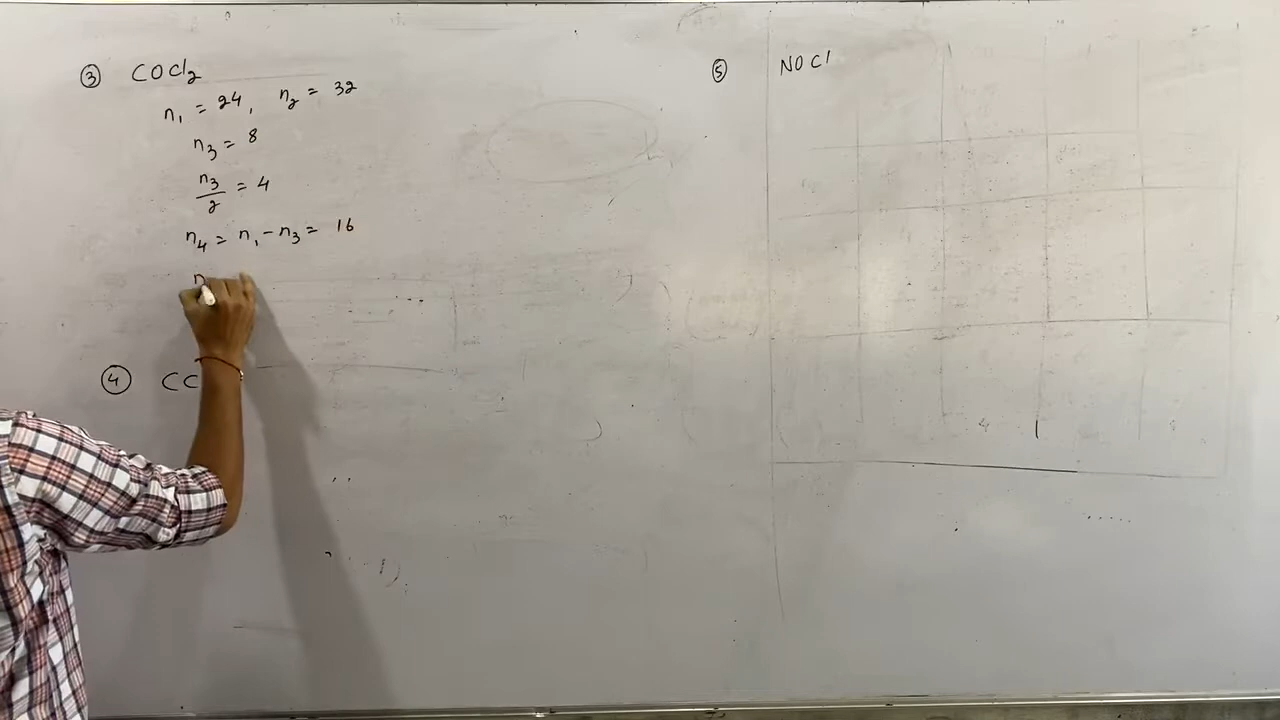 ③ COCl₂
n₁ = 24, n₂ = 32
n₃ = 8
n₃/2 = 4
n₄ = n₁ - n₃ = 16
n
④ CC
⑤ NOCl